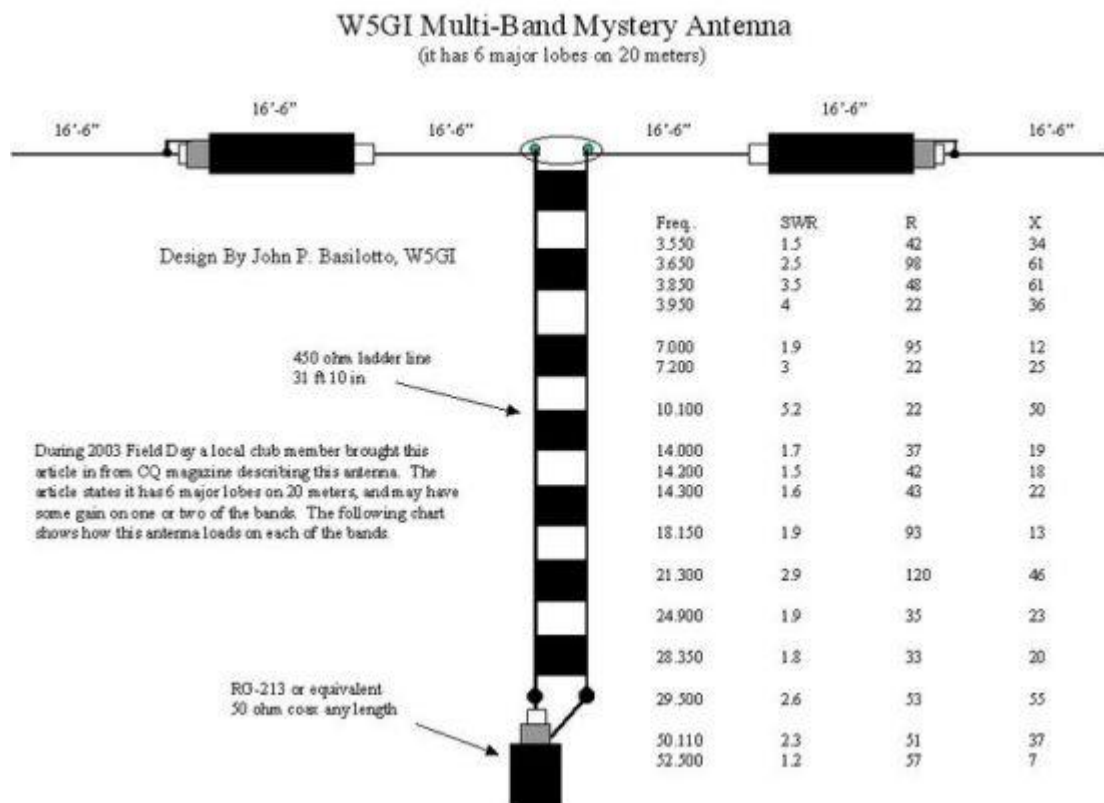 W5GI Multi-Band Mystery Antenna
(it has 6 major lobes on 20 meters)
16'-6" 16'-6" 16'-6" 16'-6" 16'-6" 16'-6"
Design By John P. Basilotto, W5GI
450 ohm ladder line
31 ft 10 in
During 2003 Field Day a local club member brought this
article in from CQ magazine describing this antenna. The
article states it has 6 major lobes on 20 meters, and may have
some gain on one or two of the bands. The following chart
shows how this antenna loads on each of the bands.
RG-213 or equivalent
50 ohm coax any length
Freq.. SWR R X
3.550 1.5 42 34
3.650 2.5 98 61
3.850 3.5 48 61
3.950 4 22 36
7.000 1.9 95 12
7.200 3 22 25
10.100 5.2 22 50
14.000 1.7 37 19
14.200 1.5 42 18
14.300 1.6 43 22
18.150 1.9 93 13
21.300 2.9 120 46
24.900 1.9 35 23
28.350 1.8 33 20
29.500 2.6 53 55
50.110 2.3 51 37
52.500 1.2 57 7